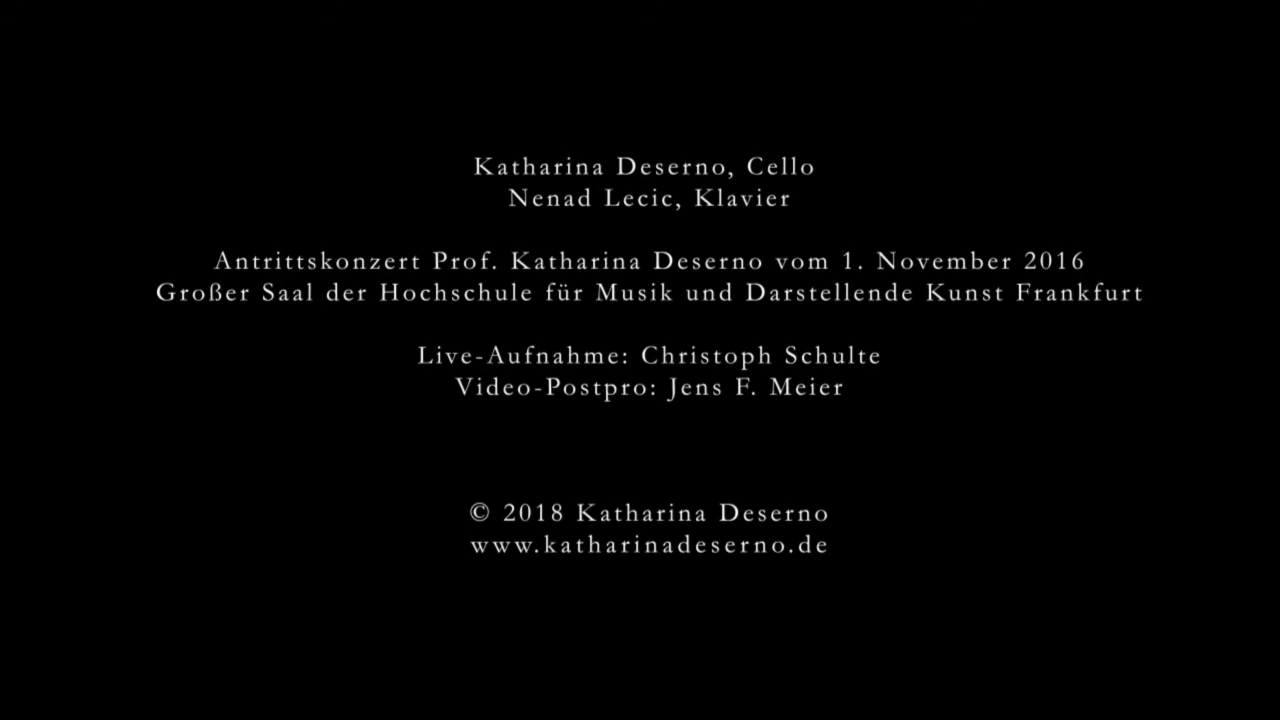 Katharina Deserno, Cello
Nenad Lecic, Klavier
Antrittskonzert Prof. Katharina Deserno vom 1. November 2016
Großer Saal der Hochschule für Musik und Darstellende Kunst Frankfurt
Live-Aufnahme: Christoph Schulte
Video-Postpro: Jens F. Meier
© 2018 Katharina Deserno
www.katharinadeserno.de